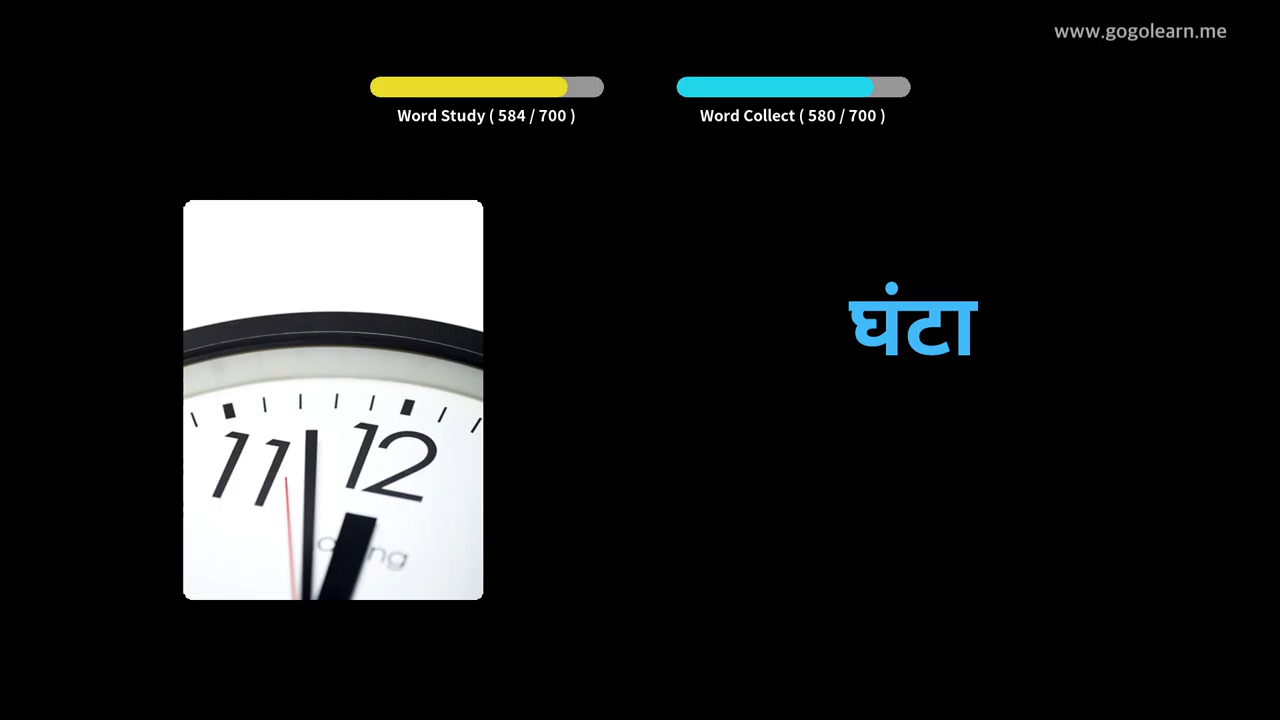 www.gogolearn.me
Word Study ( 584 / 700 )
Word Collect ( 580 / 700 )
घंटा
11 12